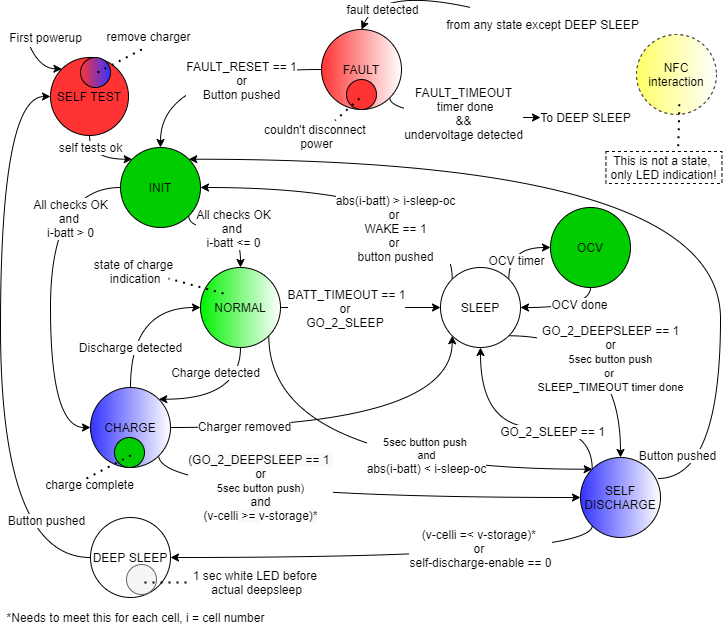 fault detected
from any state except DEEP SLEEP
First powerup
remove charger
SELF TEST
FAULT_RESET == 1
or
Button pushed
FAULT
couldn't disconnect
power
FAULT_TIMEOUT
timer done
&&
undervoltage detected
To DEEP SLEEP
NFC
interaction
This is not a state,
only LED indication!
self tests ok
INIT
All checks OK
and
i-batt > 0
All checks OK
and
i-batt <= 0
abs(i-batt) > i-sleep-oc
or
WAKE == 1
or
button pushed
OCV
OCV timer
OCV done
state of charge
indication
NORMAL
BATT_TIMEOUT == 1
or
GO_2_SLEEP
SLEEP
GO_2_DEEPSLEEP == 1
or
5sec button push
or
SLEEP_TIMEOUT timer done
Discharge detected
Charge detected
CHARGE
Charger removed
charge complete
5sec button push
and
abs(i-batt) < i-sleep-oc
GO_2_SLEEP == 1
Button pushed
(GO_2_DEEPSLEEP == 1
or
5sec button push)
and
(v-celli >= v-storage)*
SELF
DISCHARGE
Button pushed
(v-celli =< v-storage)*
or
self-discharge-enable == 0
DEEP SLEEP
1 sec white LED before
actual deepsleep
*Needs to meet this for each cell, i = cell number